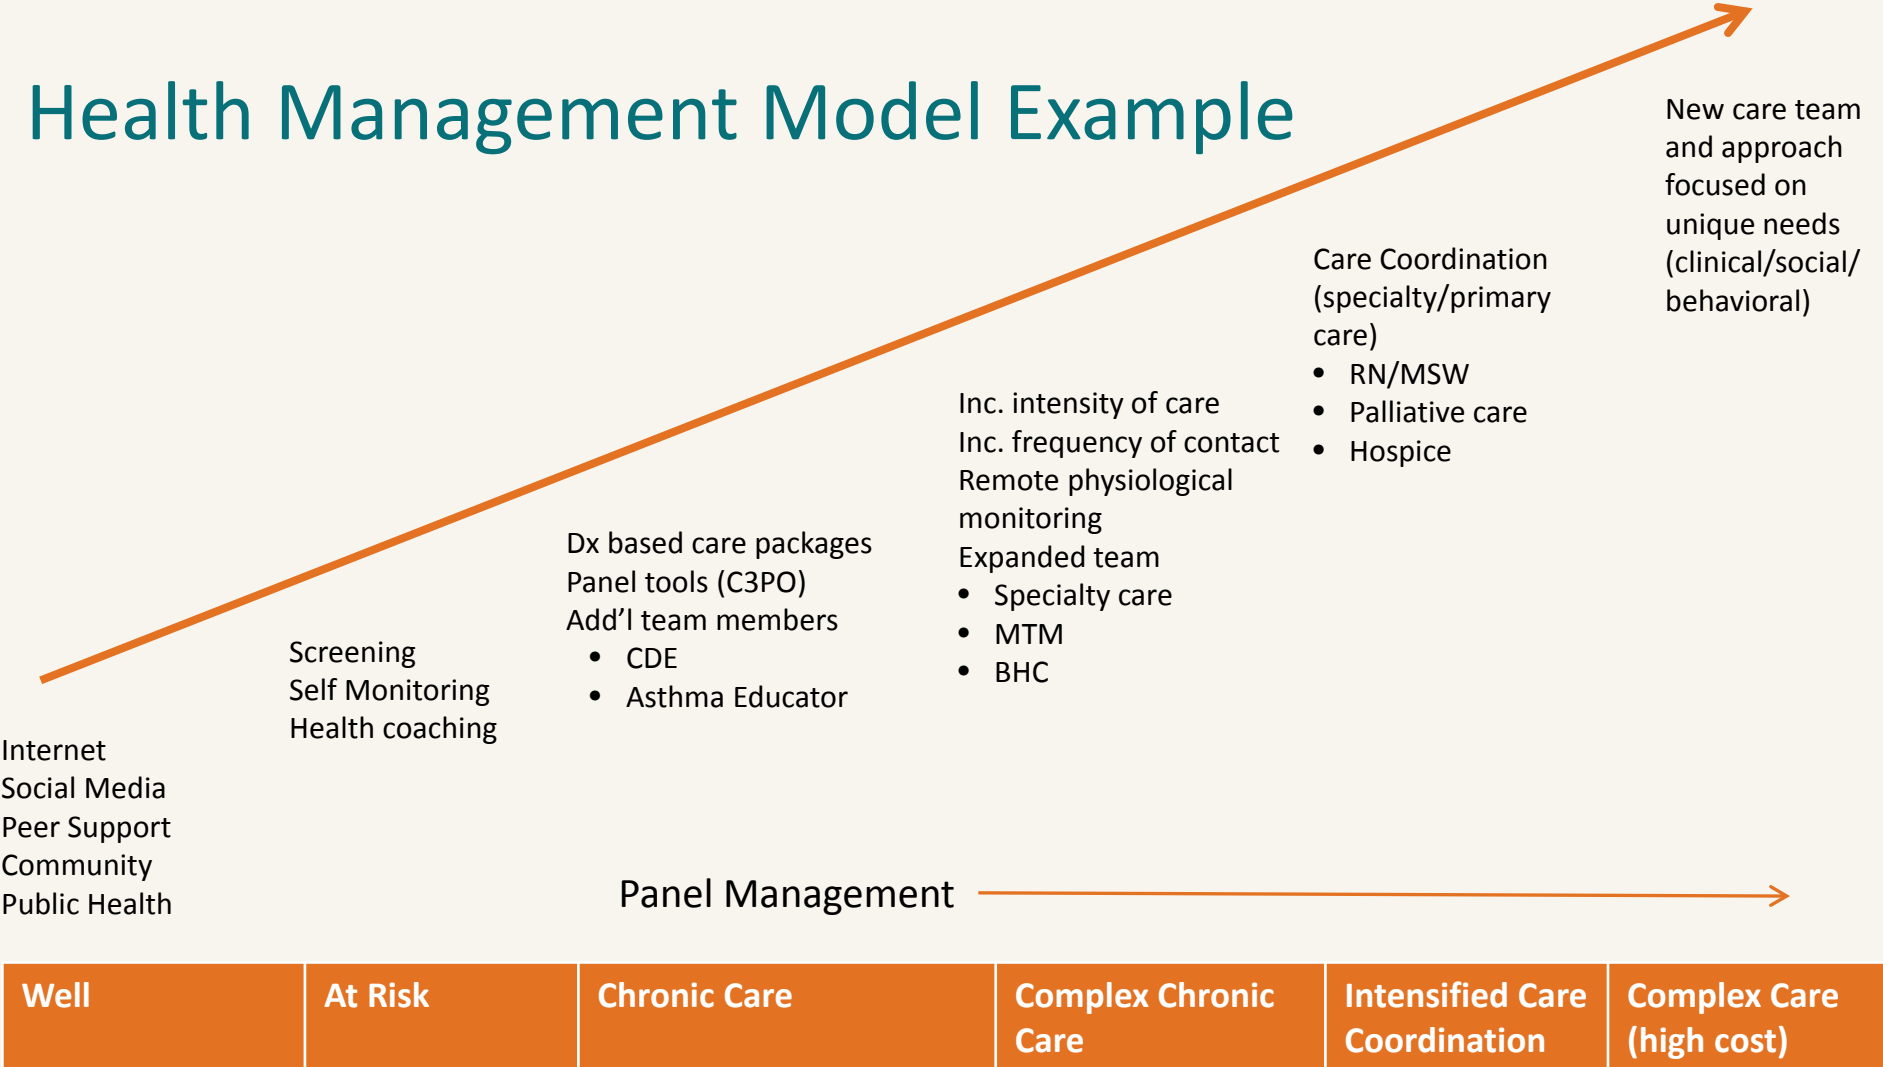 Health Management Model Example
New care team
and approach
focused on
unique needs
(clinical/social/
behavioral)
Care Coordination
(specialty/primary
care)
• RN/MSW
• Palliative care
• Hospice
Inc. intensity of care
Inc. frequency of contact
Remote physiological
monitoring
Expanded team
• Specialty care
• MTM
• BHC
Dx based care packages
Panel tools (C3PO)
Add’l team members
• CDE
• Asthma Educator
Screening
Self Monitoring
Health coaching
Internet
Social Media
Peer Support
Community
Public Health
Panel Management
Well
At Risk
Chronic Care
Complex Chronic
Care
Intensified Care
Coordination
Complex Care
(high cost)